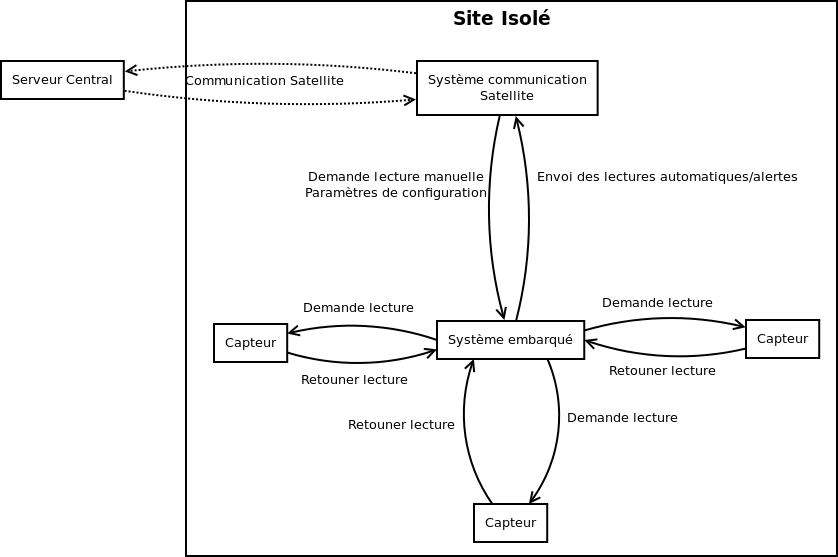 Site Isolé
Serveur Central
Communication Satellite
Système communication
Satellite
Demande lecture manuelle
Paramètres de configuration
Envoi des lectures automatiques/alertes
Demande lecture
Demande lecture
Capteur
Système embarqué
Capteur
Retouner lecture
Retouner lecture
Retouner lecture
Demande lecture
Capteur